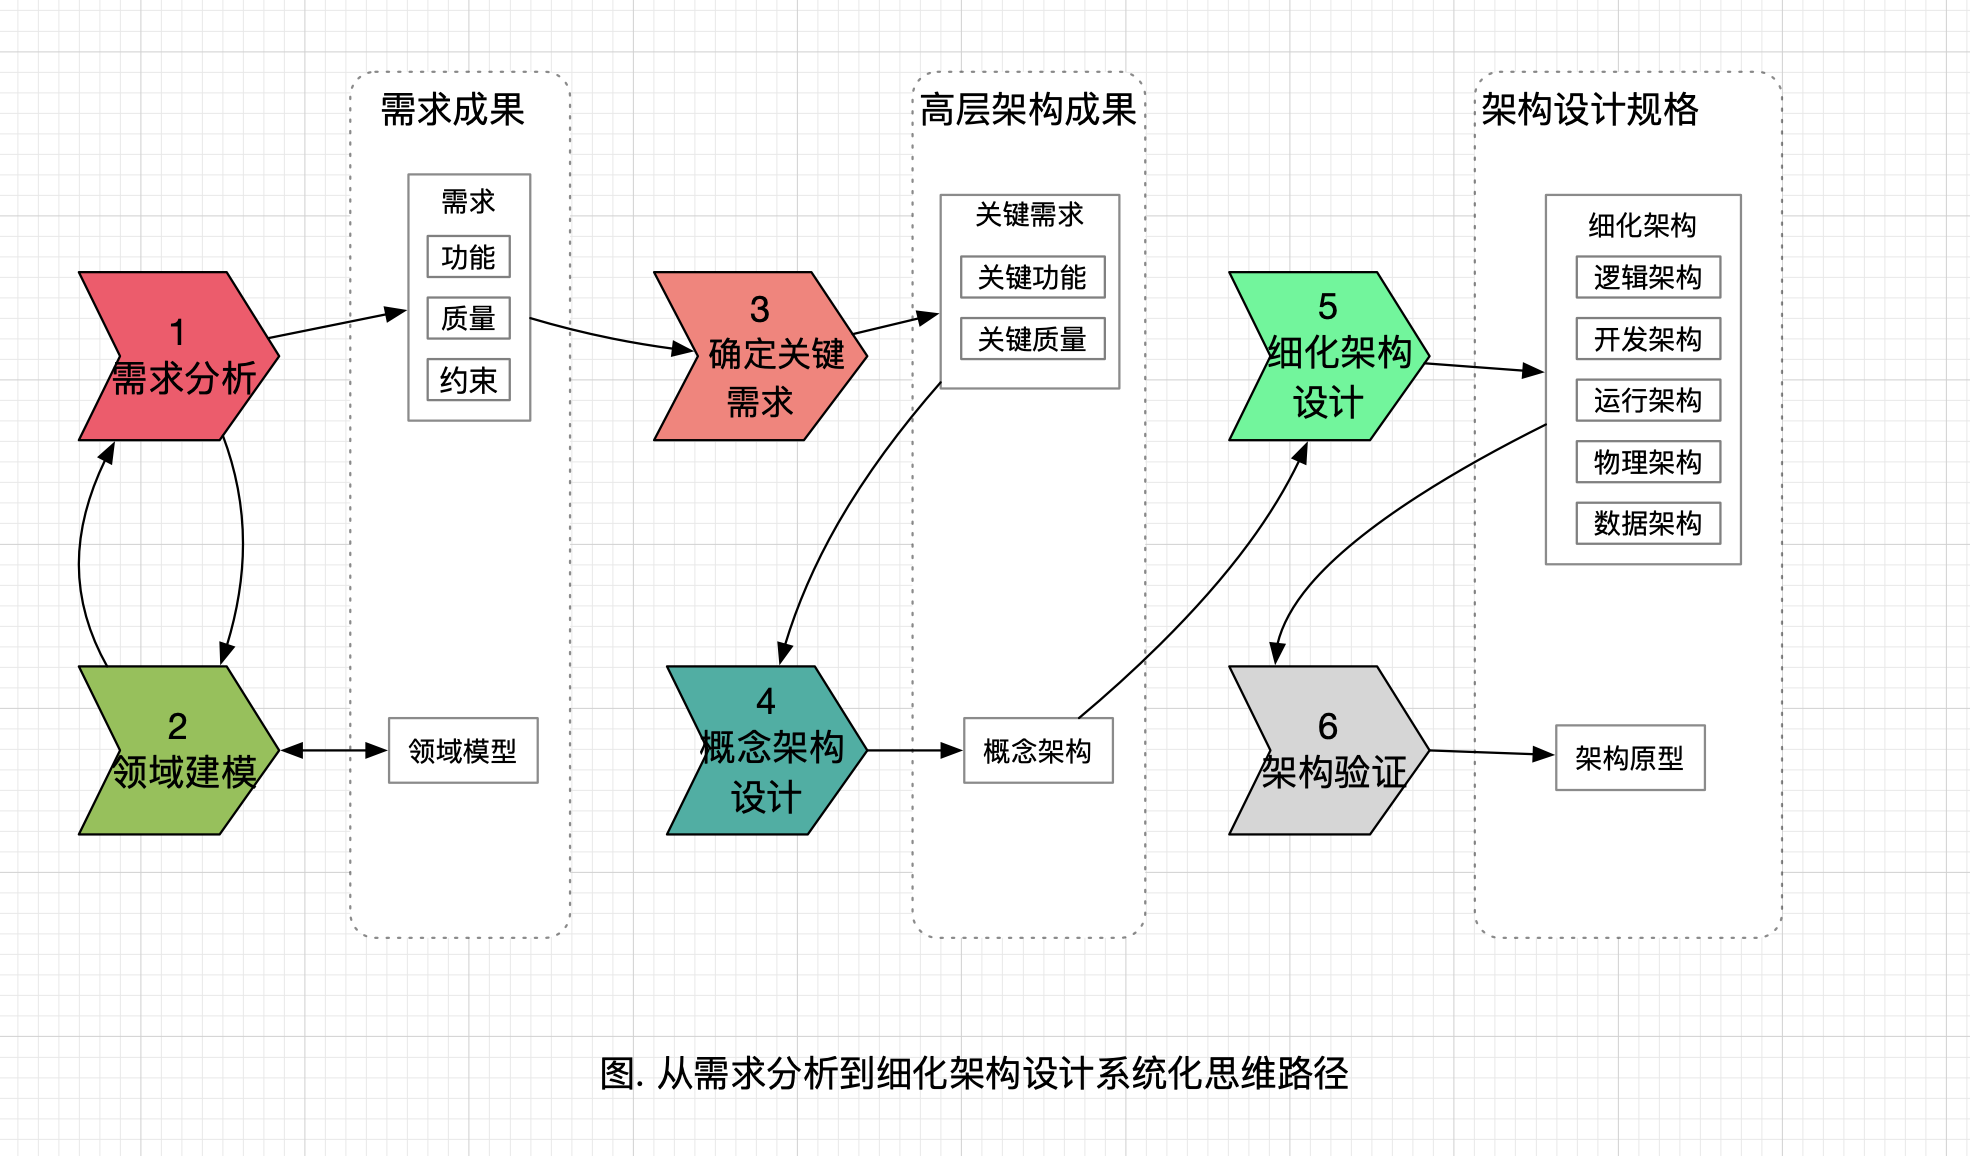 需求成果
高层架构成果
架构设计规格
需求
功能
质量
约束
关键需求
关键功能
关键质量
细化架构
逻辑架构
开发架构
运行架构
物理架构
数据架构
1
需求分析
3
确定关键
需求
5
细化架构
设计
2
领域建模
领域模型
4
概念架构
设计
概念架构
6
架构验证
架构原型
图. 从需求分析到细化架构设计系统化思维路径